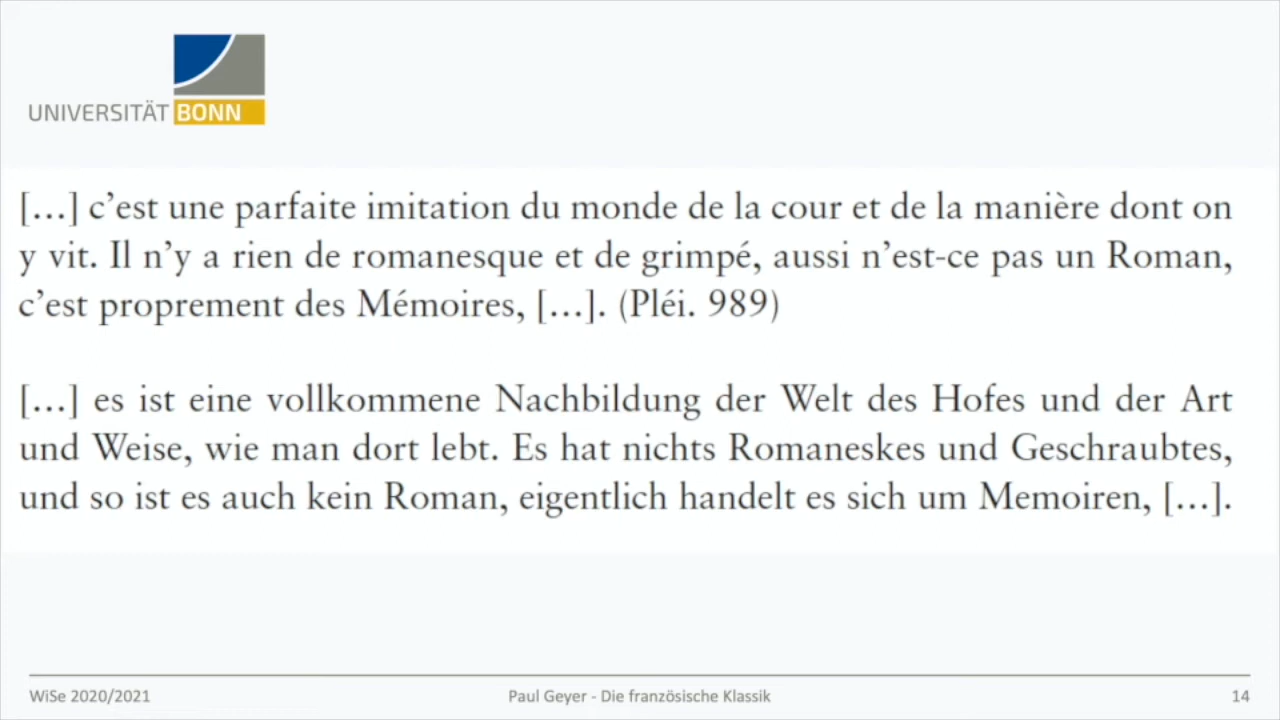 UNIVERSITÄT BONN
[…] c’est une parfaite imitation du monde de la cour et de la manière dont on
y vit. Il n’y a rien de romanesque et de grimpé, aussi n’est-ce pas un Roman,
c’est proprement des Mémoires, […]. (Pléi. 989)
[…] es ist eine vollkommene Nachbildung der Welt des Hofes und der Art
und Weise, wie man dort lebt. Es hat nichts Romaneskes und Geschraubtes,
und so ist es auch kein Roman, eigentlich handelt es sich um Memoiren, […].
WiSe 2020/2021 Paul Geyer - Die französische Klassik 14